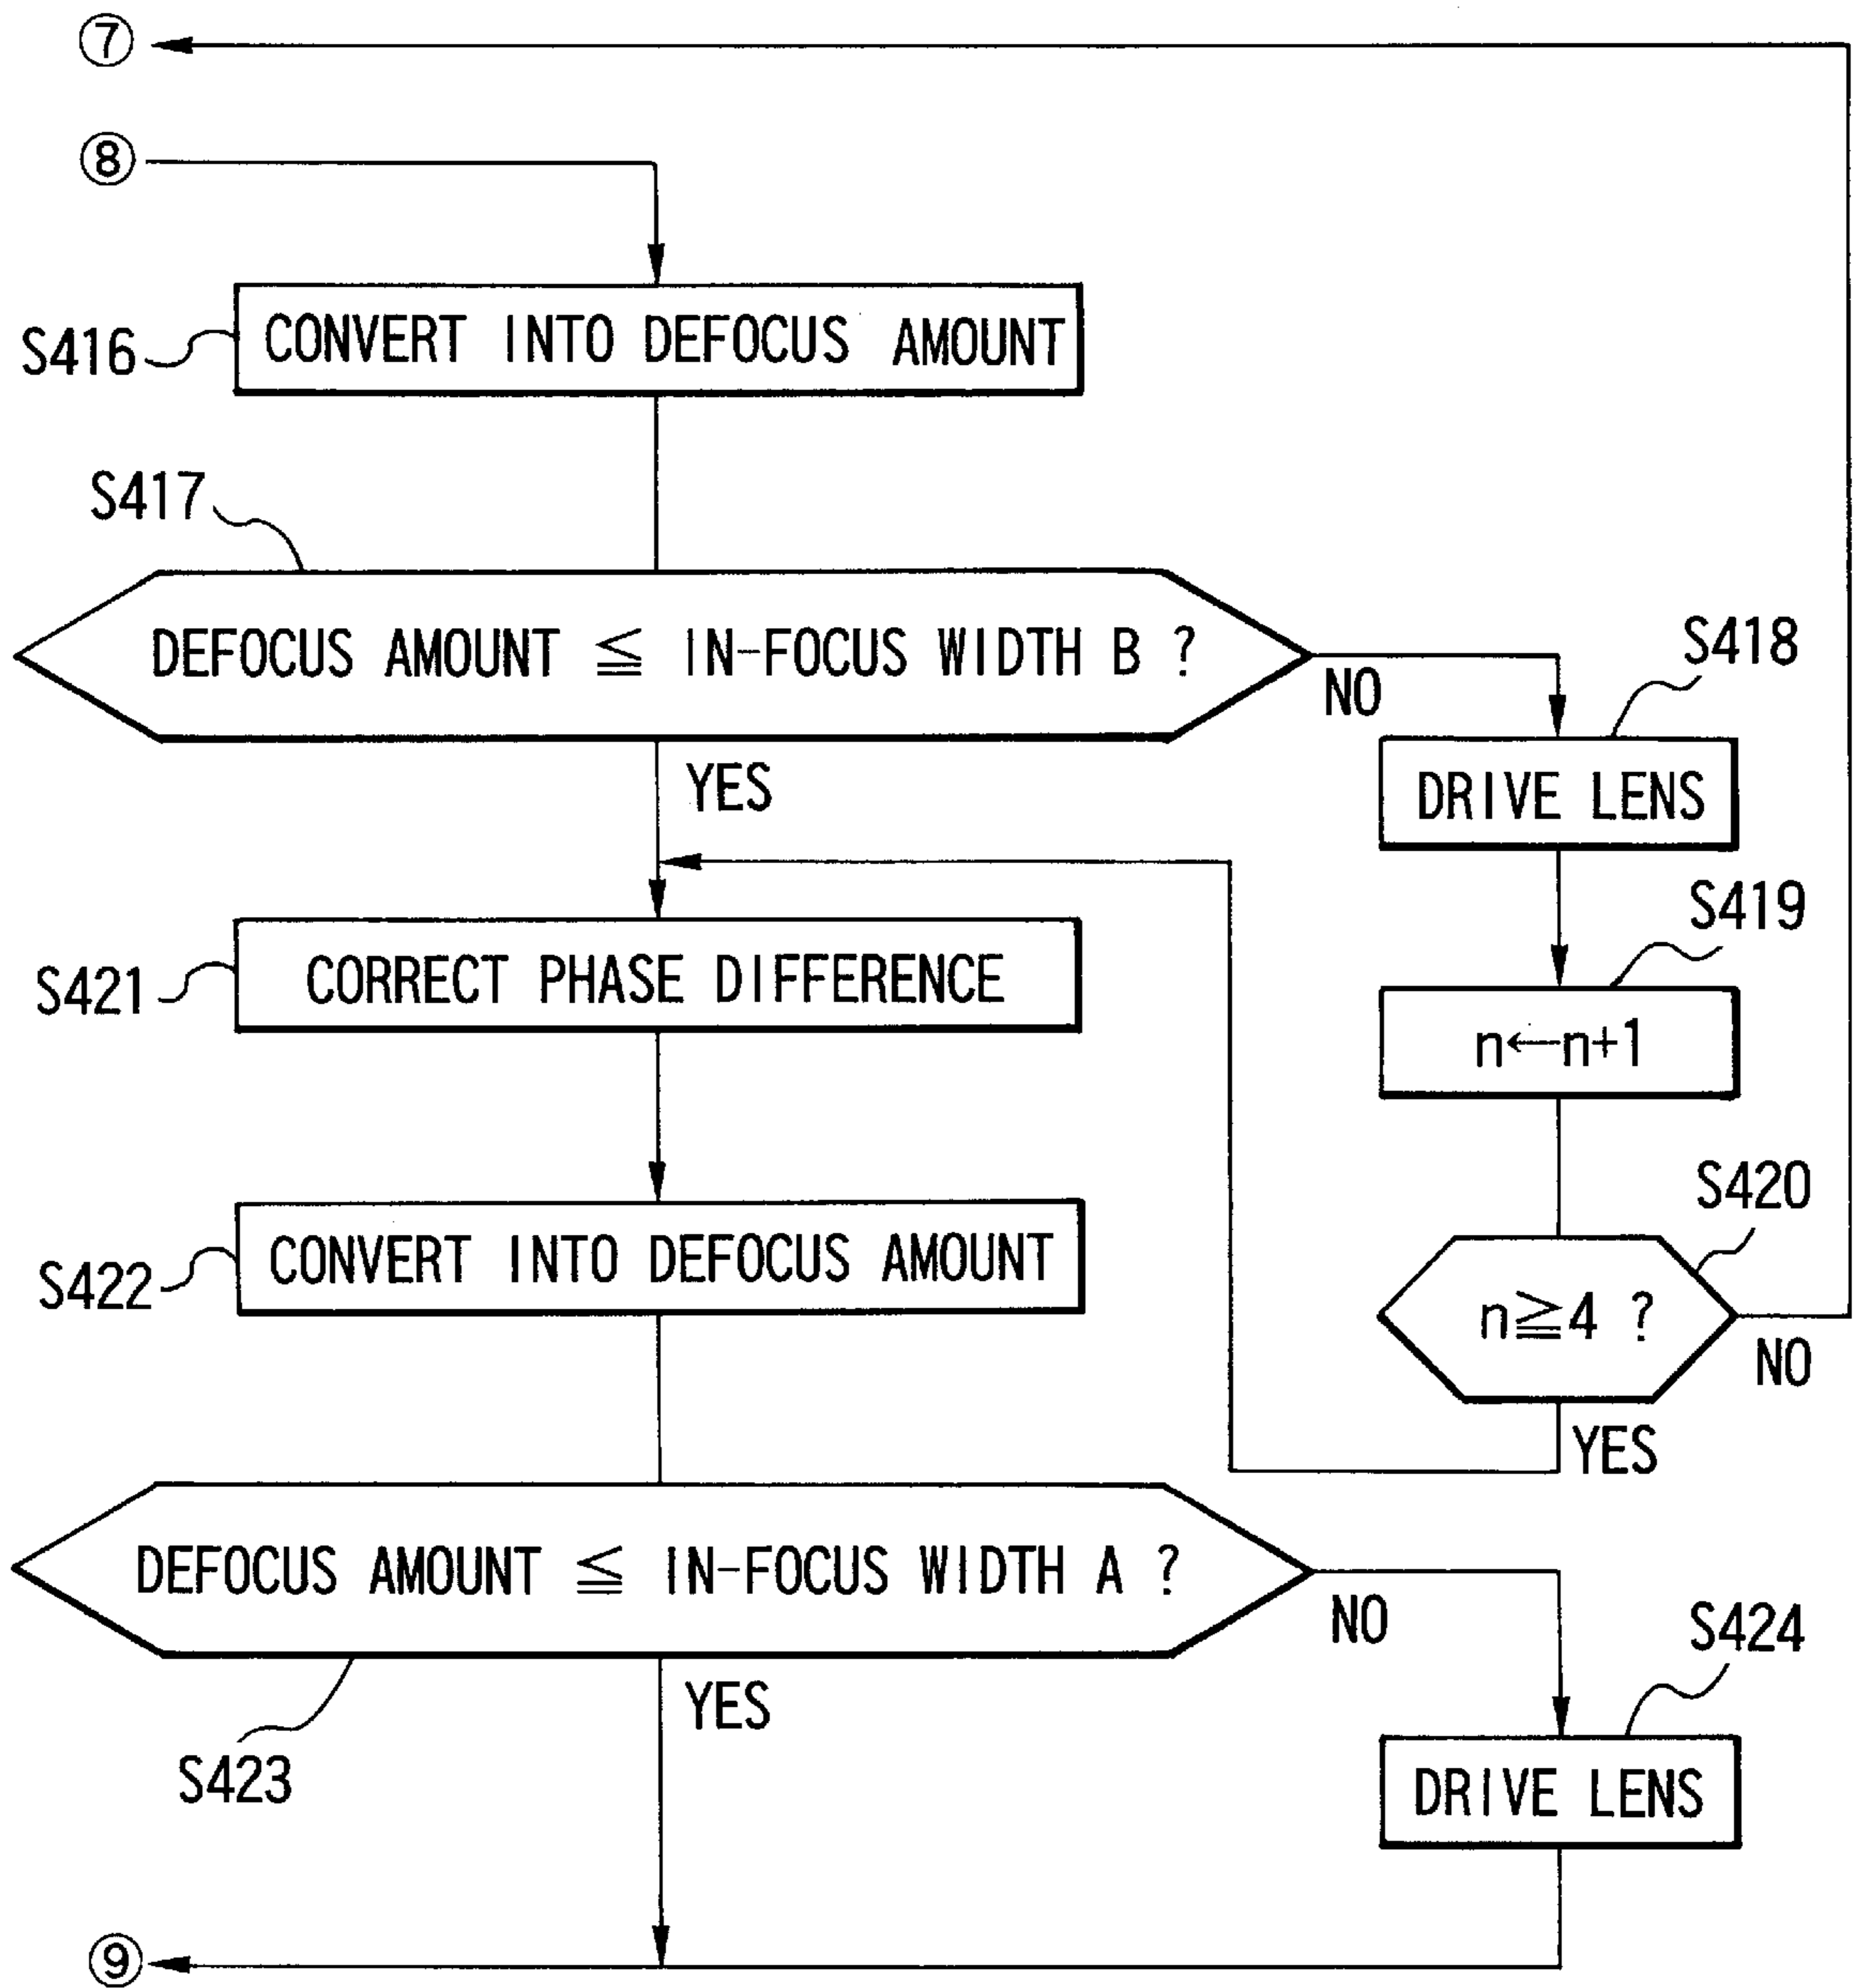 ⑦
⑧
S416
CONVERT INTO DEFOCUS AMOUNT
S417
DEFOCUS AMOUNT ≦ IN-FOCUS WIDTH B ?
NO
S418
DRIVE LENS
YES
S419
n←n+1
S421
CORRECT PHASE DIFFERENCE
S420
n≧4 ?
NO
YES
S422
CONVERT INTO DEFOCUS AMOUNT
DEFOCUS AMOUNT ≦ IN-FOCUS WIDTH A ?
NO
S423
YES
S424
DRIVE LENS
⑨